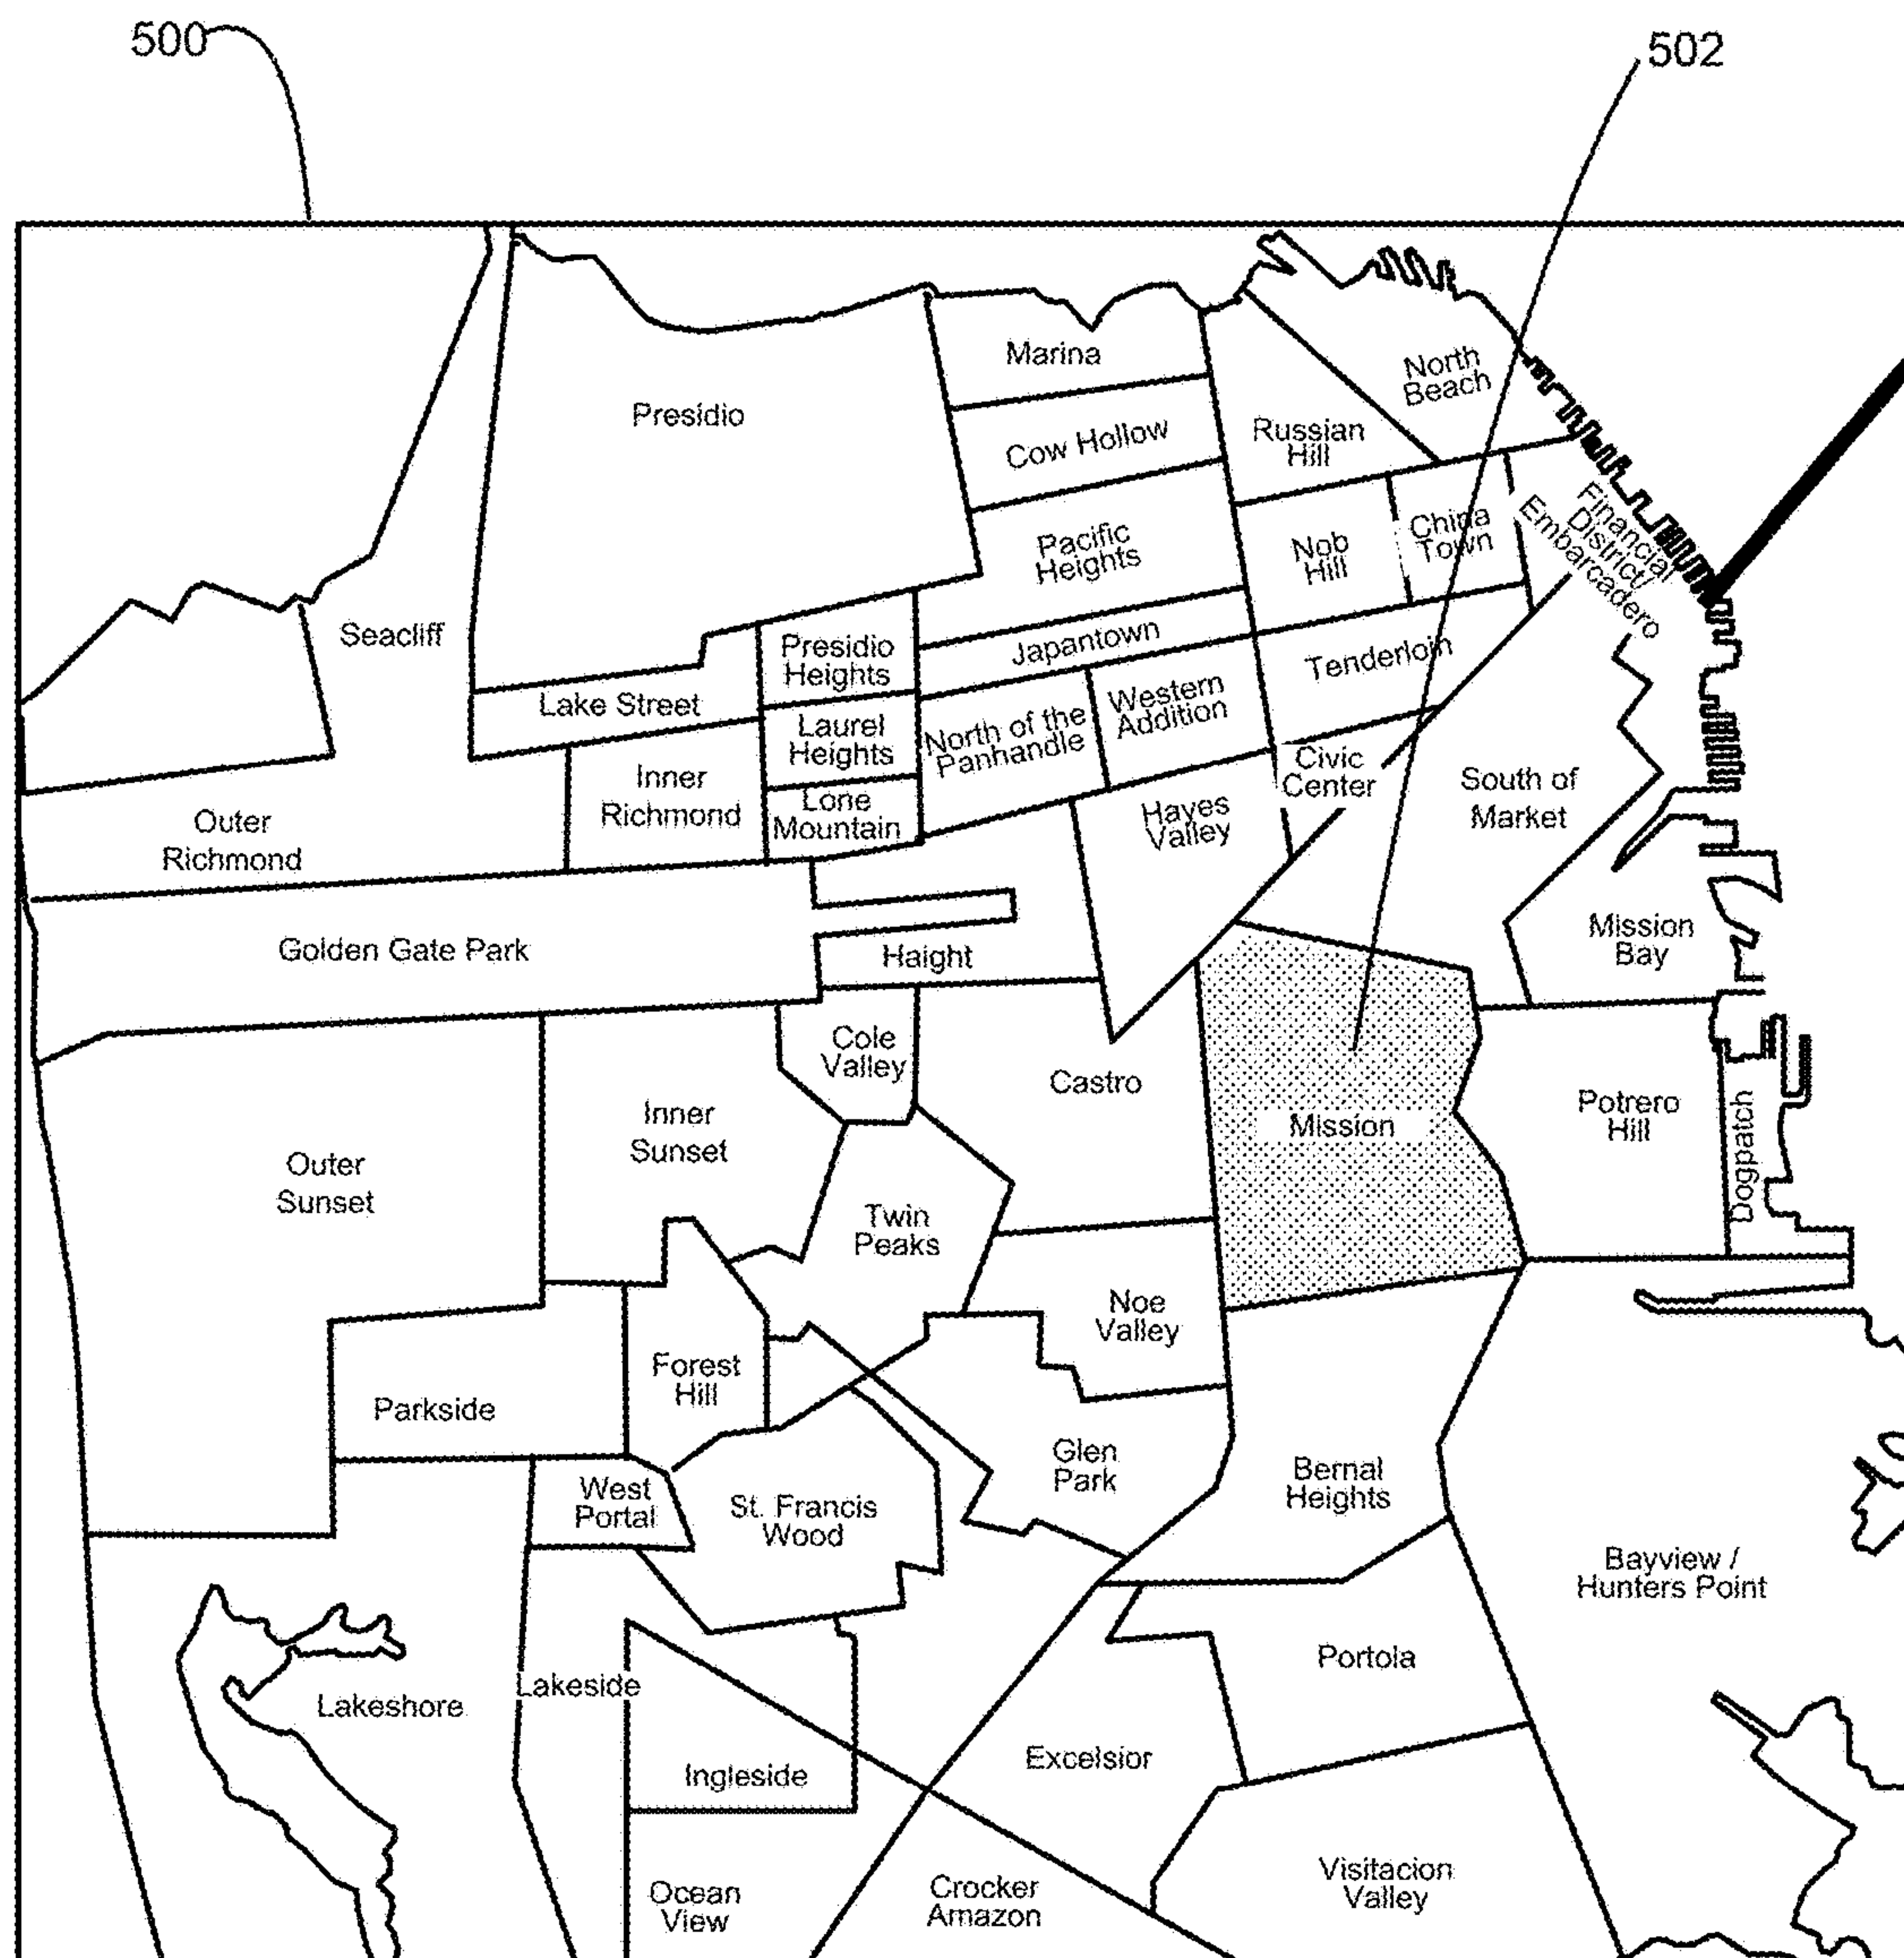 500
502
Marina
North
Beach
Presidio
Cow Hollow
Russian
Hill
Pacific
Heights
Nob
Hill
China
Town
Financial
District/
Embarcadero
Seacliff
Presidio
Heights
Japantown
Tenderloin
Lake Street
Laurel
Heights
North of the
Panhandle
Western
Addition
Civic
Center
South of
Market
Inner
Richmond
Lone
Mountain
Hayes
Valley
Outer
Richmond
Mission
Bay
Golden Gate Park
Haight
Cole
Valley
Castro
Mission
Potrero
Hill
Dogpatch
Inner
Sunset
Outer
Sunset
Twin
Peaks
Noe
Valley
Forest
Hill
Parkside
Glen
Park
Bernal
Heights
West
Portal
St. Francis
Wood
Bayview /
Hunters Point
Portola
Lakeside
Lakeshore
Excelsior
Ingleside
Visitacion
Valley
Ocean
View
Crocker
Amazon